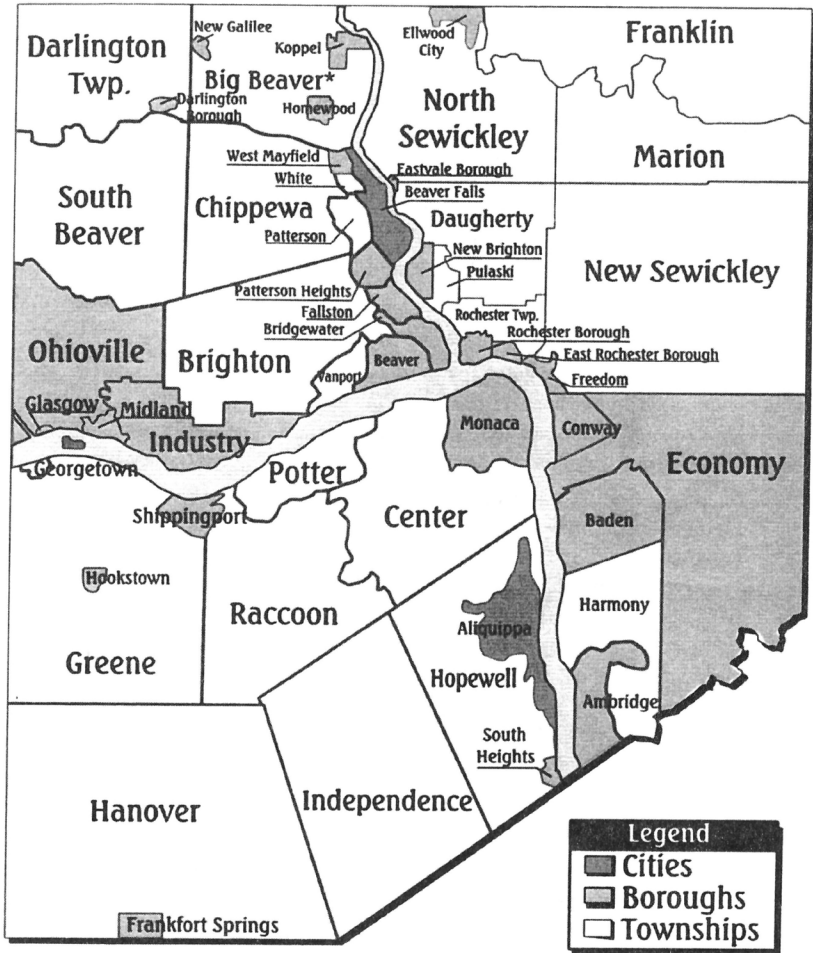 New Galilee
Koppel
Ellwood
City
Franklin
Darlington
Twp.
Big Beaver*
Darlington
Borough
Homewood
North
Sewickley
Marion
West Mayfield
White
Eastvale Borough
Beaver Falls
South
Beaver
Chippewa
Patterson
Daugherty
New Brighton
Pulaski
New Sewickley
Patterson Heights
Fallston
Bridgewater
Rochester Twp.
Rochester Borough
East Rochester Borough
Freedom
Ohioville
Brighton
Vanport
Beaver
Glasgow
Midland
Industry
Monaca
Conway
Georgetown
Potter
Economy
Shippingport
Center
Baden
Hookstown
Raccoon
Harmony
Aliquippa
Greene
Hopewell
Ambridge
South
Heights
Hanover
Independence
Frankfort Springs
Legend
Cities
Boroughs
Townships